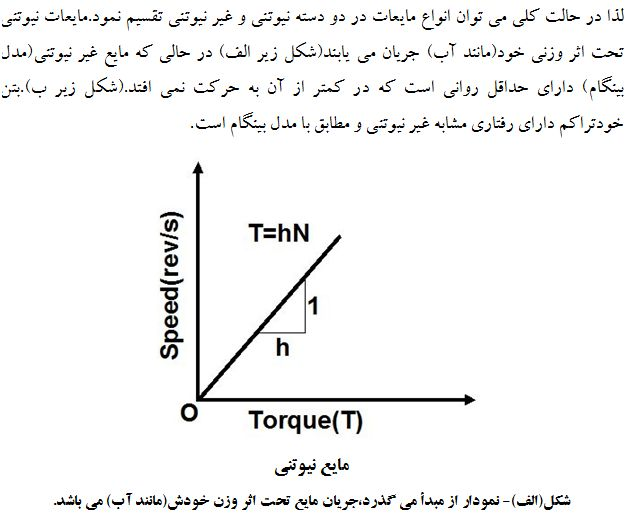 لذا در حالت کلی می توان انواع مایعات در دو دسته نیوتنی و غیر نیوتنی تقسیم نمود.مایعات نیوتنی
تحت اثر وزنی خود(مانند آب) جریان می یابند(شکل زیر الف) در حالی که مایع غیر نیوتنی(مدل
بینگام) دارای حداقل روانی است که در کمتر از آن به حرکت نمی افتد.(شکل زیر ب).بتن
خودتراکم دارای رفتاری مشابه غیر نیوتنی و مطابق با مدل بینگام است.
T=hN
Speed(rev/s)
1
h
O
Torque(T)
مایع نیوتنی
شکل(الف)- نمودار از مبدأ می گذرد،جریان مایع تحت اثر وزن خودش(مانند آب) می باشد.